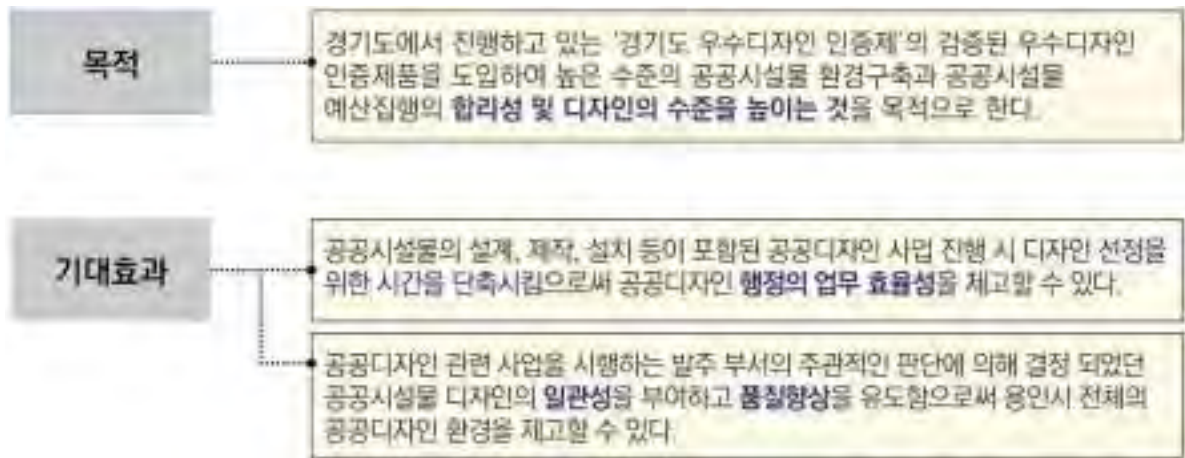 목적
경기도에서 진행하고 있는 '경기도 우수디자인 인증제'의 검증된 우수디자인
인증제품을 도입하여 높은 수준의 공공시설물 환경구축과 공공시설물
예산집행의 합리성 및 디자인의 수준을 높이는 것을 목적으로 한다.
기대효과
공공시설물의 설계, 제작, 설치 등이 포함된 공공디자인 사업 진행 시 디자인 선정을
위한 시간을 단축시킴으로써 공공디자인 행정의 업무 효율성을 제고할 수 있다.
공공디자인 관련 사업을 시행하는 발주 부서의 주관적인 판단에 의해 결정 되었던
공공시설물 디자인의 일관성을 부여하고 품질향상을 유도함으로써 용인시 전체의
공공디자인 환경을 제고할 수 있다.